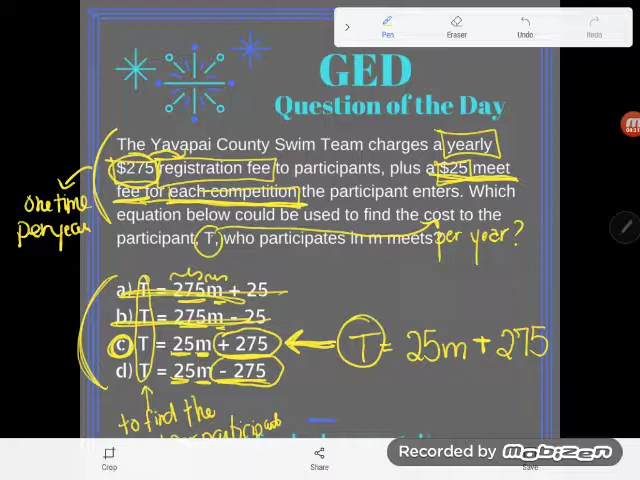 Pen
Eraser
Undo
Redo
GED
Question of the Day
The Yavapai County Swim Team charges a yearly
$275 registration fee to participants, plus a $25 meet
fee for each competition the participant enters. Which
equation below could be used to find the cost to the
participant, T, who participates in m meets
per year?
one time
per year
a) T = 275m + 25
b) T = 275m - 25
c) T = 25m + 275
d) T = 25m - 275
T = 25m + 275
to find the
participant
Crop
Share
Save
Recorded by Mobizen